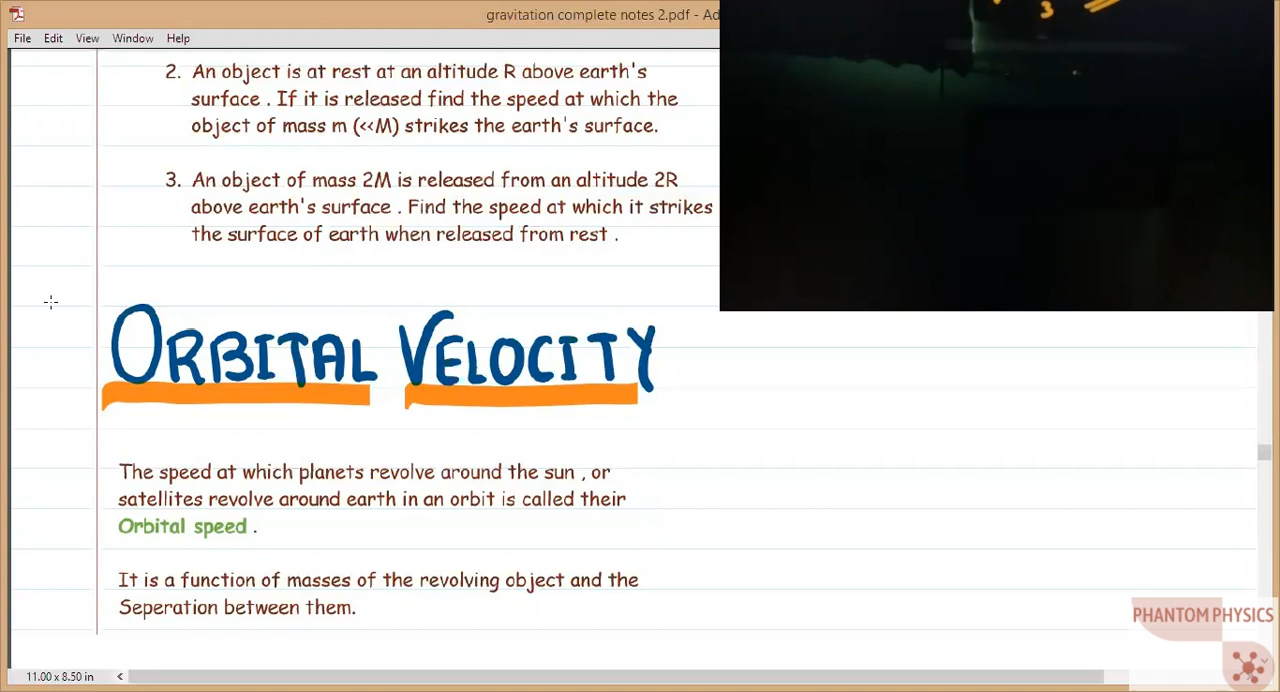 gravitation complete notes 2.pdf - Ad
File Edit View Window Help
3
2. An object is at rest at an altitude R above earth's
surface . If it is released find the speed at which the
object of mass m (<<M) strikes the earth's surface.
3. An object of mass 2M is released from an altitude 2R
above earth's surface . Find the speed at which it strikes
the surface of earth when released from rest .
ORBITAL VELOCITY
The speed at which planets revolve around the sun , or
satellites revolve around earth in an orbit is called their
Orbital speed .
It is a function of masses of the revolving object and the
Seperation between them.
PHANTOM PHYSICS
11.00 x 8.50 in